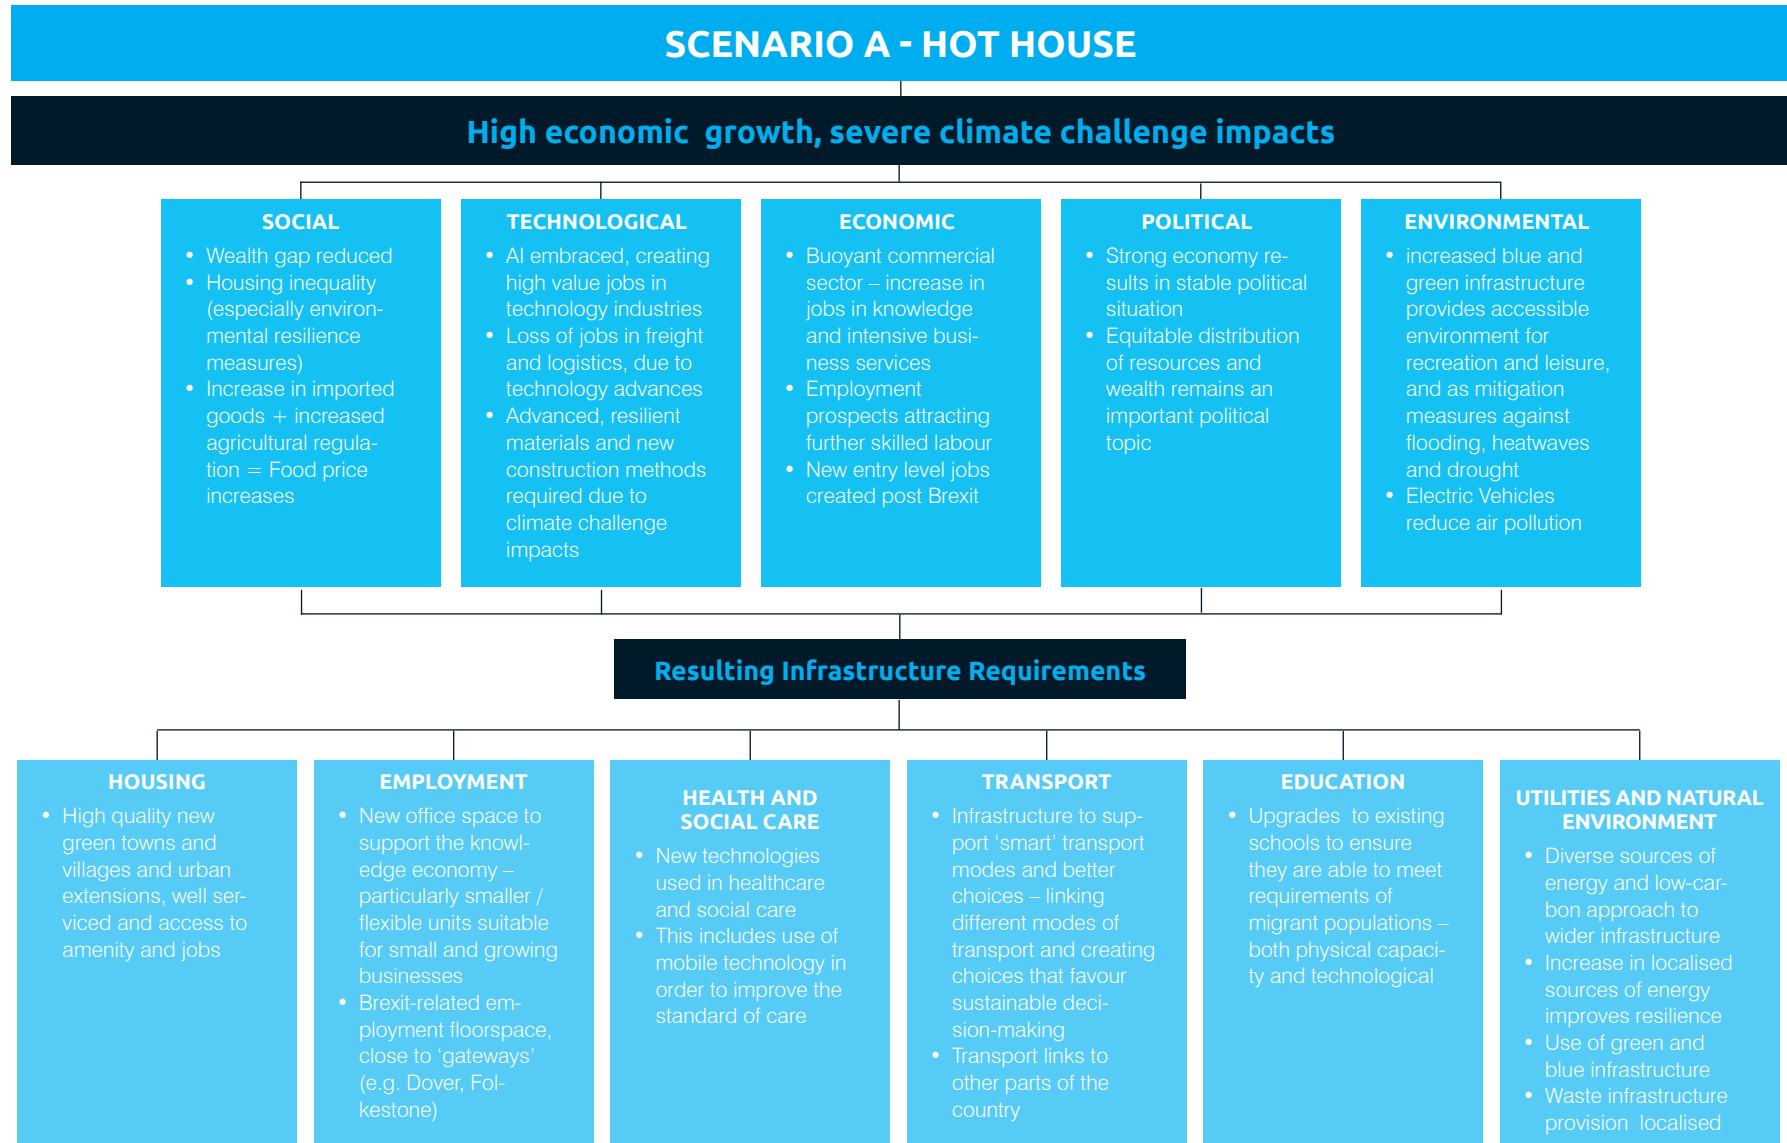 SCENARIO A - HOT HOUSE
High economic growth, severe climate challenge impacts
SOCIAL
• Wealth gap reduced
• Housing inequality
(especially environ-
mental resilience
measures)
• Increase in imported
goods + increased
agricultural regula-
tion = Food price
increases
TECHNOLOGICAL
• AI embraced, creating
high value jobs in
technology industries
• Loss of jobs in freight
and logistics, due to
technology advances
• Advanced, resilient
materials and new
construction methods
required due to
climate challenge
impacts
ECONOMIC
• Buoyant commercial
sector – increase in
jobs in knowledge
and intensive busi-
ness services
• Employment
prospects attracting
further skilled labour
• New entry level jobs
created post Brexit
POLITICAL
• Strong economy re-
sults in stable political
situation
• Equitable distribution
of resources and
wealth remains an
important political
topic
ENVIRONMENTAL
• increased blue and
green infrastructure
provides accessible
environment for
recreation and leisure,
and as mitigation
measures against
flooding, heatwaves
and drought
• Electric Vehicles
reduce air pollution
Resulting Infrastructure Requirements
HOUSING
• High quality new
green towns and
villages and urban
extensions, well ser-
viced and access to
amenity and jobs
EMPLOYMENT
• New office space to
support the knowl-
edge economy –
particularly smaller /
flexible units suitable
for small and growing
businesses
• Brexit-related em-
ployment floorspace,
close to ‘gateways’
(e.g. Dover, Fol-
kestone)
HEALTH AND
SOCIAL CARE
• New technologies
used in healthcare
and social care
• This includes use of
mobile technology in
order to improve the
standard of care
TRANSPORT
• Infrastructure to sup-
port ‘smart’ transport
modes and better
choices – linking
different modes of
transport and creating
choices that favour
sustainable deci-
sion-making
• Transport links to
other parts of the
country
EDUCATION
• Upgrades to existing
schools to ensure
they are able to meet
requirements of
migrant populations –
both physical capaci-
ty and technological
UTILITIES AND NATURAL
ENVIRONMENT
• Diverse sources of
energy and low-car-
bon approach to
wider infrastructure
• Increase in localised
sources of energy
improves resilience
• Use of green and
blue infrastructure
• Waste infrastructure
provision localised